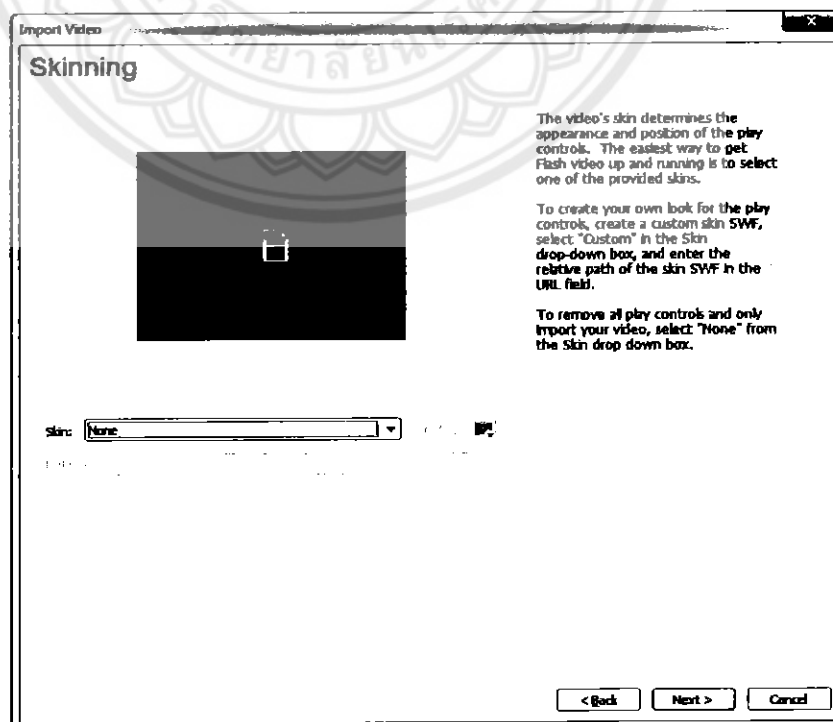 Import Video
Skinning
The video's skin determines the
appearance and position of the play
controls. The easiest way to get
Flash video up and running is to select
one of the provided skins.
To create your own look for the play
controls, create a custom skin SWF,
select "Custom" in the Skin
drop-down box, and enter the
relative path of the skin SWF in the
URL field.
To remove all play controls and only
import your video, select "None" from
the Skin drop down box.
Skin: None
< Back Next > Cancel